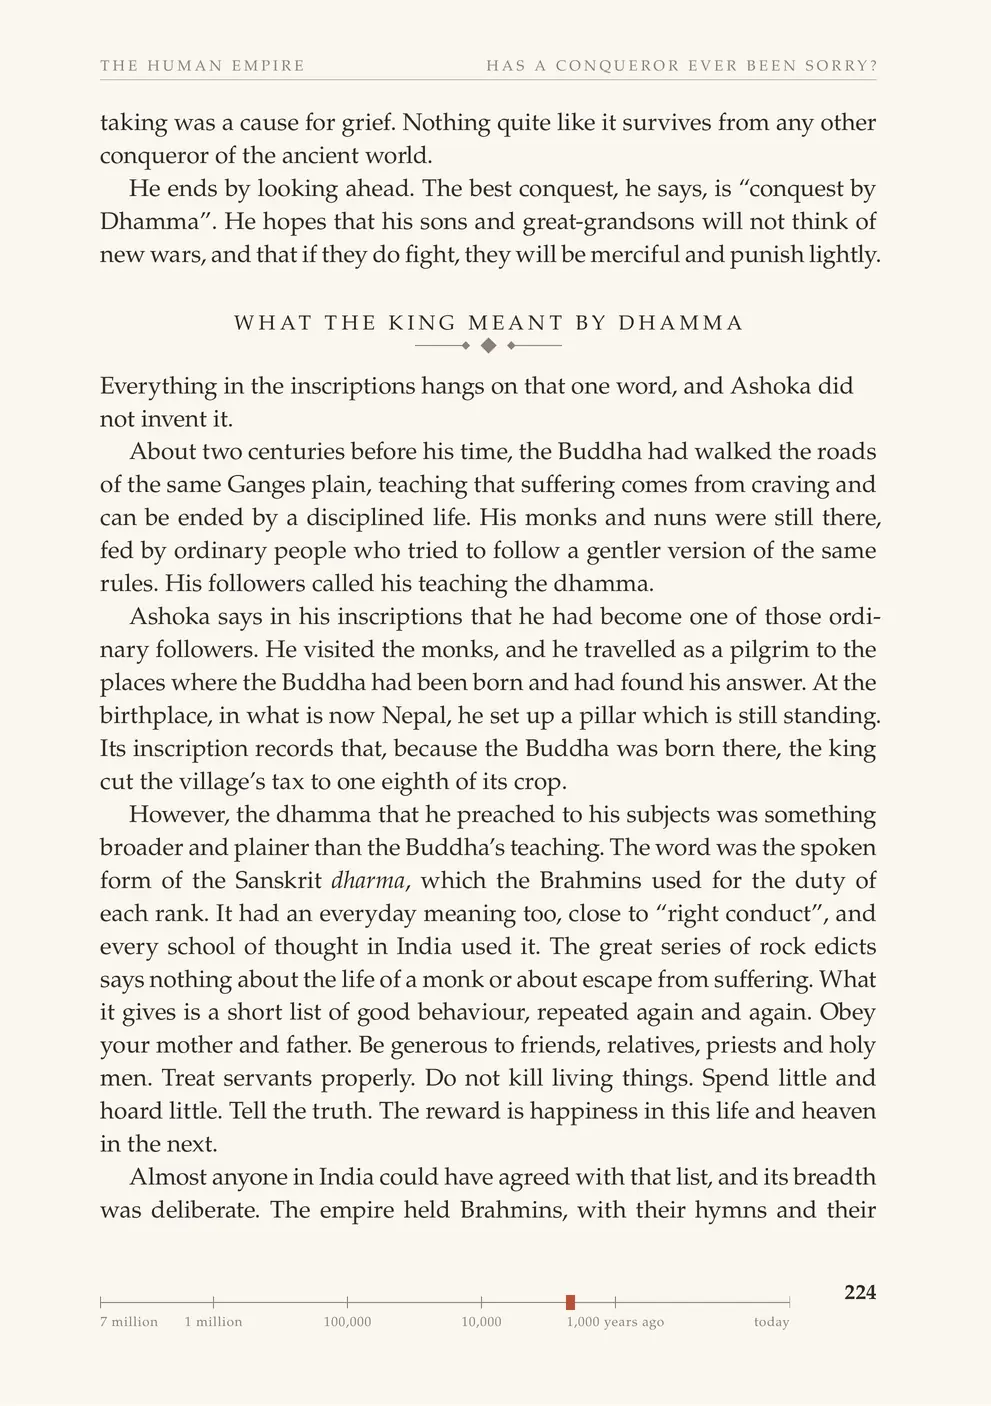 THE HUMAN EMPIRE
HAS A CONQUEROR EVER BEEN SORRY?
taking was a cause for grief. Nothing quite like it survives from any other
conqueror of the ancient world.
He ends by looking ahead. The best conquest, he says, is “conquest by
Dhamma”. He hopes that his sons and great-grandsons will not think of
new wars, and that if they do fight, they will be merciful and punish lightly.
WHAT THE KING MEANT BY DHAMMA
Everything in the inscriptions hangs on that one word, and Ashoka did
not invent it.
About two centuries before his time, the Buddha had walked the roads
of the same Ganges plain, teaching that suffering comes from craving and
can be ended by a disciplined life. His monks and nuns were still there,
fed by ordinary people who tried to follow a gentler version of the same
rules. His followers called his teaching the dhamma.
Ashoka says in his inscriptions that he had become one of those ordi-
nary followers. He visited the monks, and he travelled as a pilgrim to the
places where the Buddha had been born and had found his answer. At the
birthplace, in what is now Nepal, he set up a pillar which is still standing.
Its inscription records that, because the Buddha was born there, the king
cut the village’s tax to one eighth of its crop.
However, the dhamma that he preached to his subjects was something
broader and plainer than the Buddha’s teaching. The word was the spoken
form of the Sanskrit dharma, which the Brahmins used for the duty of
each rank. It had an everyday meaning too, close to “right conduct”, and
every school of thought in India used it. The great series of rock edicts
says nothing about the life of a monk or about escape from suffering. What
it gives is a short list of good behaviour, repeated again and again. Obey
your mother and father. Be generous to friends, relatives, priests and holy
men. Treat servants properly. Do not kill living things. Spend little and
hoard little. Tell the truth. The reward is happiness in this life and heaven
in the next.
Almost anyone in India could have agreed with that list, and its breadth
was deliberate. The empire held Brahmins, with their hymns and their
224
7 million 1 million 100,000 10,000 1,000 years ago today